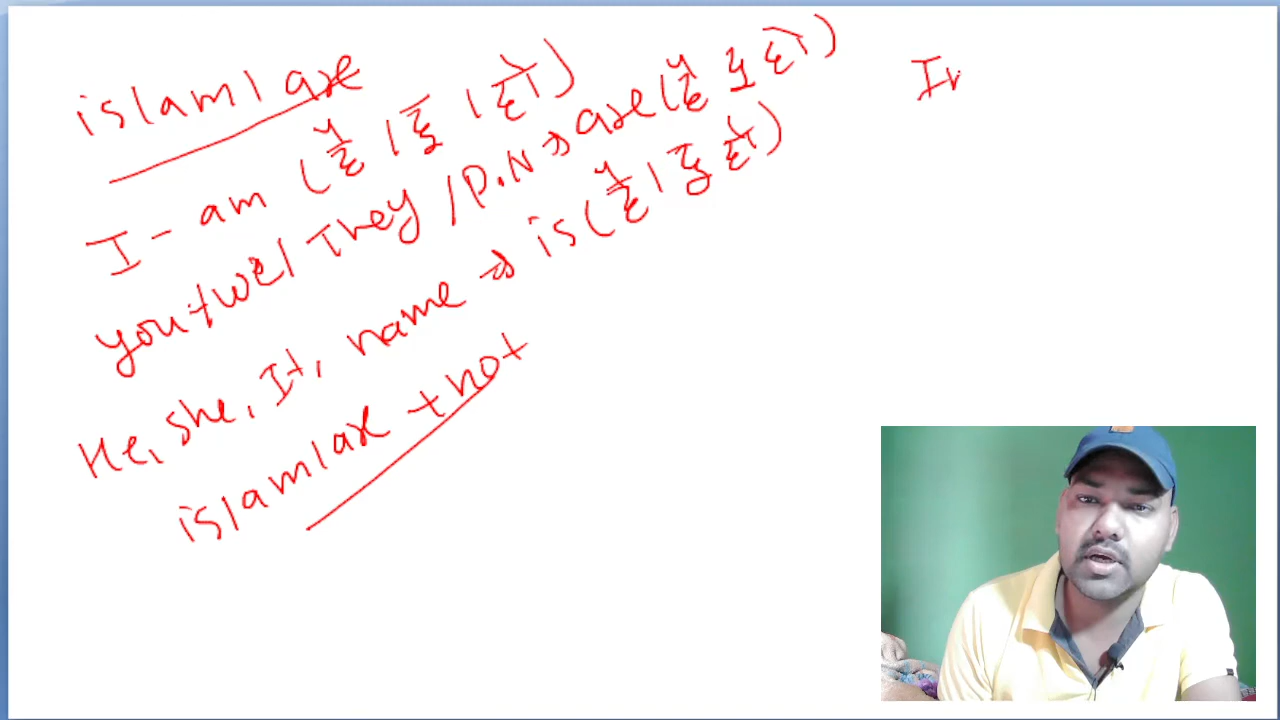 is/am/are
I - am (है / हूँ / हो)
you + we / They / P.N → are (है हूँ हो)
He, she, It, name → is (है / हूँ हो)
is/am/are + not